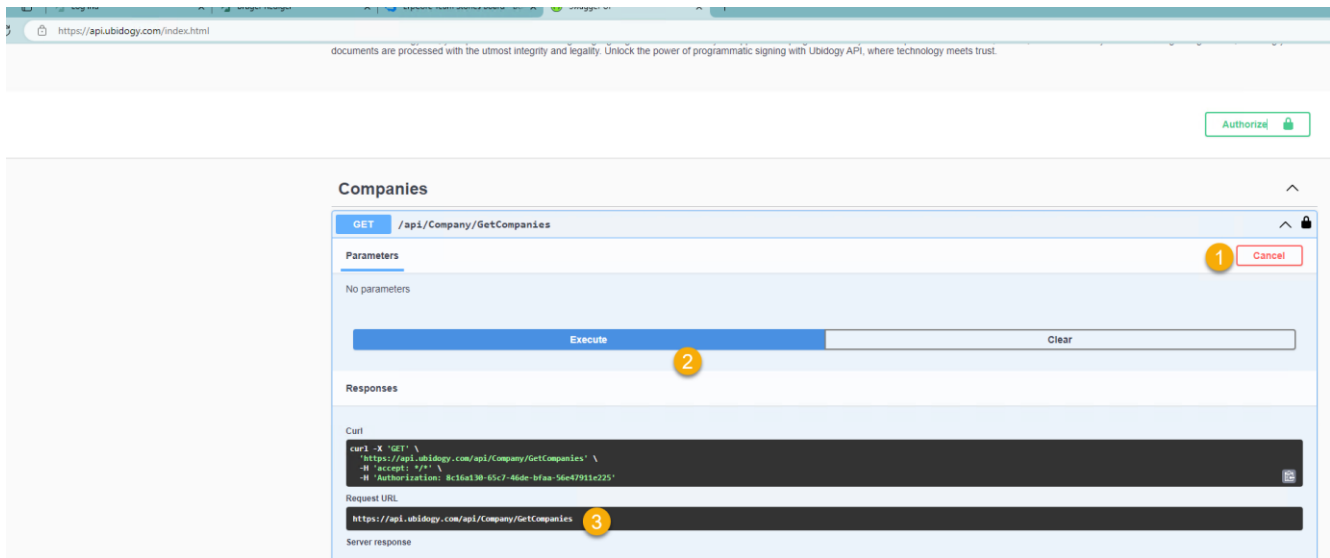 https://api.ubidogy.com/index.html
documents are processed with the utmost integrity and legality. Unlock the power of programmatic signing with Ubidogy API, where technology meets trust.
Authorize
Companies
GET /api/Company/GetCompanies
Parameters
1 Cancel
No parameters
Execute Clear
2
Responses
Curl
curl -X 'GET' \
'https://api.ubidogy.com/api/Company/GetCompanies' \
-H 'accept: */*' \
-H 'Authorization: 8c16a130-65c7-46de-bfaa-56e47911e225'
Request URL
https://api.ubidogy.com/api/Company/GetCompanies 3
Server response